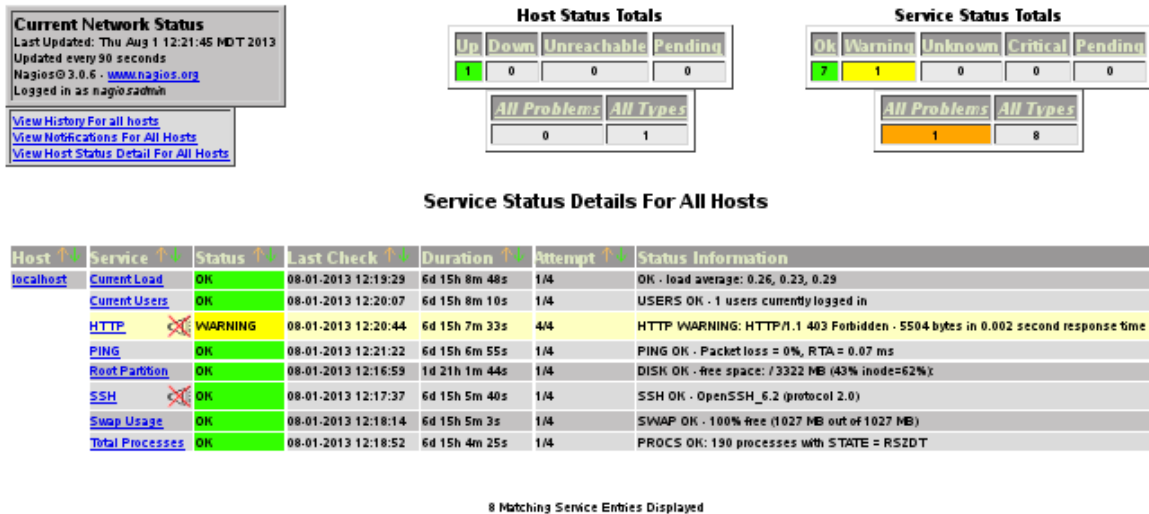 Current Network Status
Last Updated: Thu Aug 1 12:21:45 MDT 2013
Updated every 90 seconds
Nagios® 3.0.6 - www.nagios.org
Logged in as nagiosadmin
View History For all hosts
View Notifications For All Hosts
View Host Status Detail For All Hosts
Host Status Totals
Up Down Unreachable Pending
1 0 0 0
All Problems All Types
0 1
Service Status Totals
Ok Warning Unknown Critical Pending
7 1 0 0 0
All Problems All Types
1 8
Service Status Details For All Hosts
Host Service Status Last Check Duration Attempt Status Information
localhost Current Load OK 08-01-2013 12:19:29 6d 15h 8m 48s 1/4 OK - load average: 0.26, 0.23, 0.29
Current Users OK 08-01-2013 12:20:07 6d 15h 8m 10s 1/4 USERS OK - 1 users currently logged in
HTTP WARNING 08-01-2013 12:20:44 6d 15h 7m 33s 4/4 HTTP WARNING: HTTP/1.1 403 Forbidden - 5504 bytes in 0.002 second response time
PING OK 08-01-2013 12:21:22 6d 15h 6m 55s 1/4 PING OK - Packet loss = 0%, RTA = 0.07 ms
Root Partition OK 08-01-2013 12:16:59 1d 21h 1m 44s 1/4 DISK OK - free space: / 3322 MB (43% inode=62%):
SSH OK 08-01-2013 12:17:37 6d 15h 5m 40s 1/4 SSH OK - OpenSSH_6.2 (protocol 2.0)
Swap Usage OK 08-01-2013 12:18:14 6d 15h 5m 3s 1/4 SWAP OK - 100% free (1027 MB out of 1027 MB)
Total Processes OK 08-01-2013 12:18:52 6d 15h 4m 25s 1/4 PROCS OK: 190 processes with STATE = RSZDT
8 Matching Service Entries Displayed